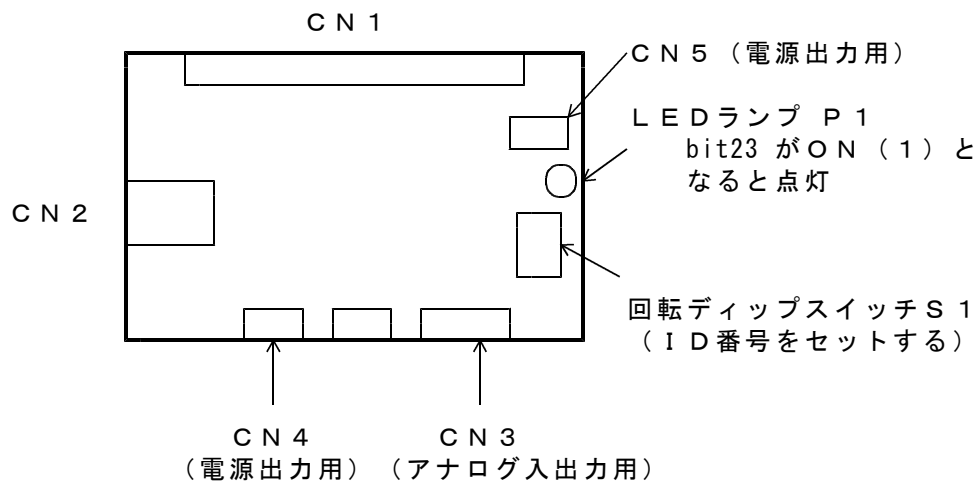 ＣＮ１
ＣＮ５（電源出力用）
ＬＥＤランプ Ｐ１
bit23 がＯＮ（１）と
なると点灯
ＣＮ２
回転ディップスイッチＳ１
（ＩＤ番号をセットする）
ＣＮ４
（電源出力用）
ＣＮ３
（アナログ入出力用）